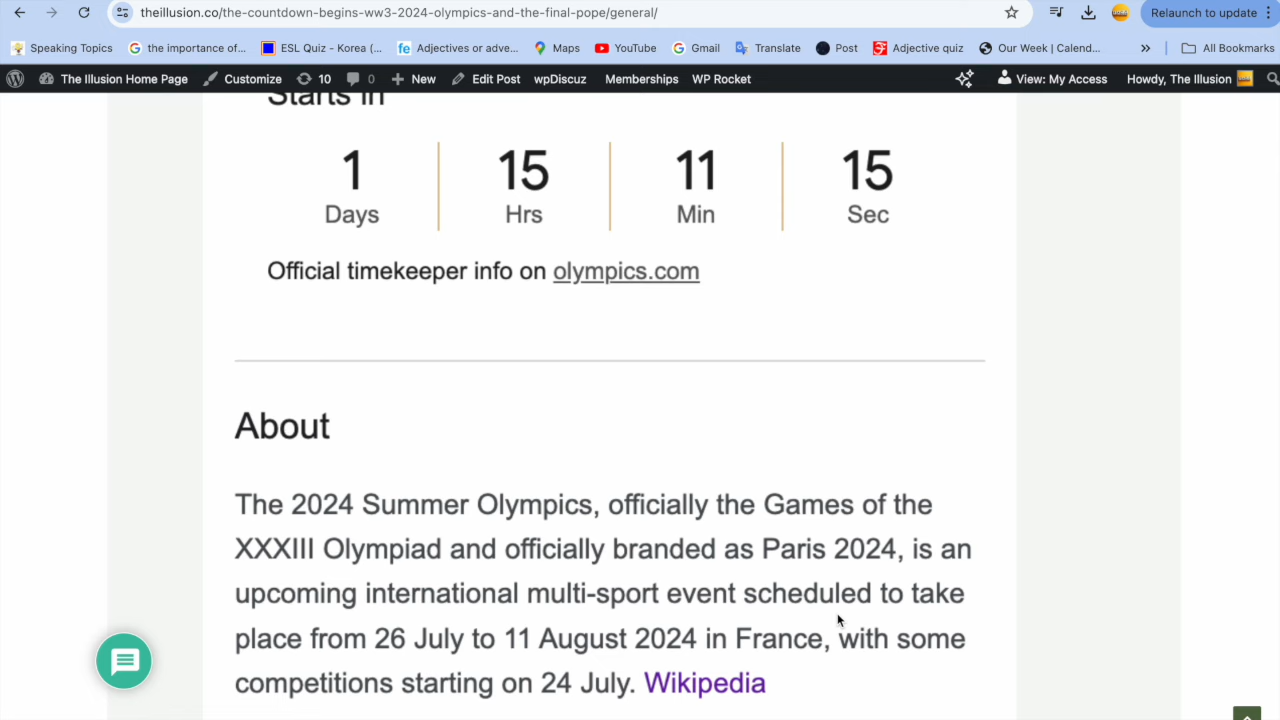 theillusion.co/the-countdown-begins-ww3-2024-olympics-and-the-final-pope/general/
Relaunch to update
Speaking Topics
the importance of...
ESL Quiz - Korea (...
Adjectives or adve...
Maps
YouTube
Gmail
Translate
Post
Adjective quiz
Our Week | Calend...
All Bookmarks
The Illusion Home Page
Customize
10
0
New
Edit Post
wpDiscuz
Memberships
WP Rocket
View: My Access
Howdy, The Illusion
Starts in
1 15 11 15
Days Hrs Min Sec
Official timekeeper info on olympics.com
About
The 2024 Summer Olympics, officially the Games of the
XXXIII Olympiad and officially branded as Paris 2024, is an
upcoming international multi-sport event scheduled to take
place from 26 July to 11 August 2024 in France, with some
competitions starting on 24 July. Wikipedia